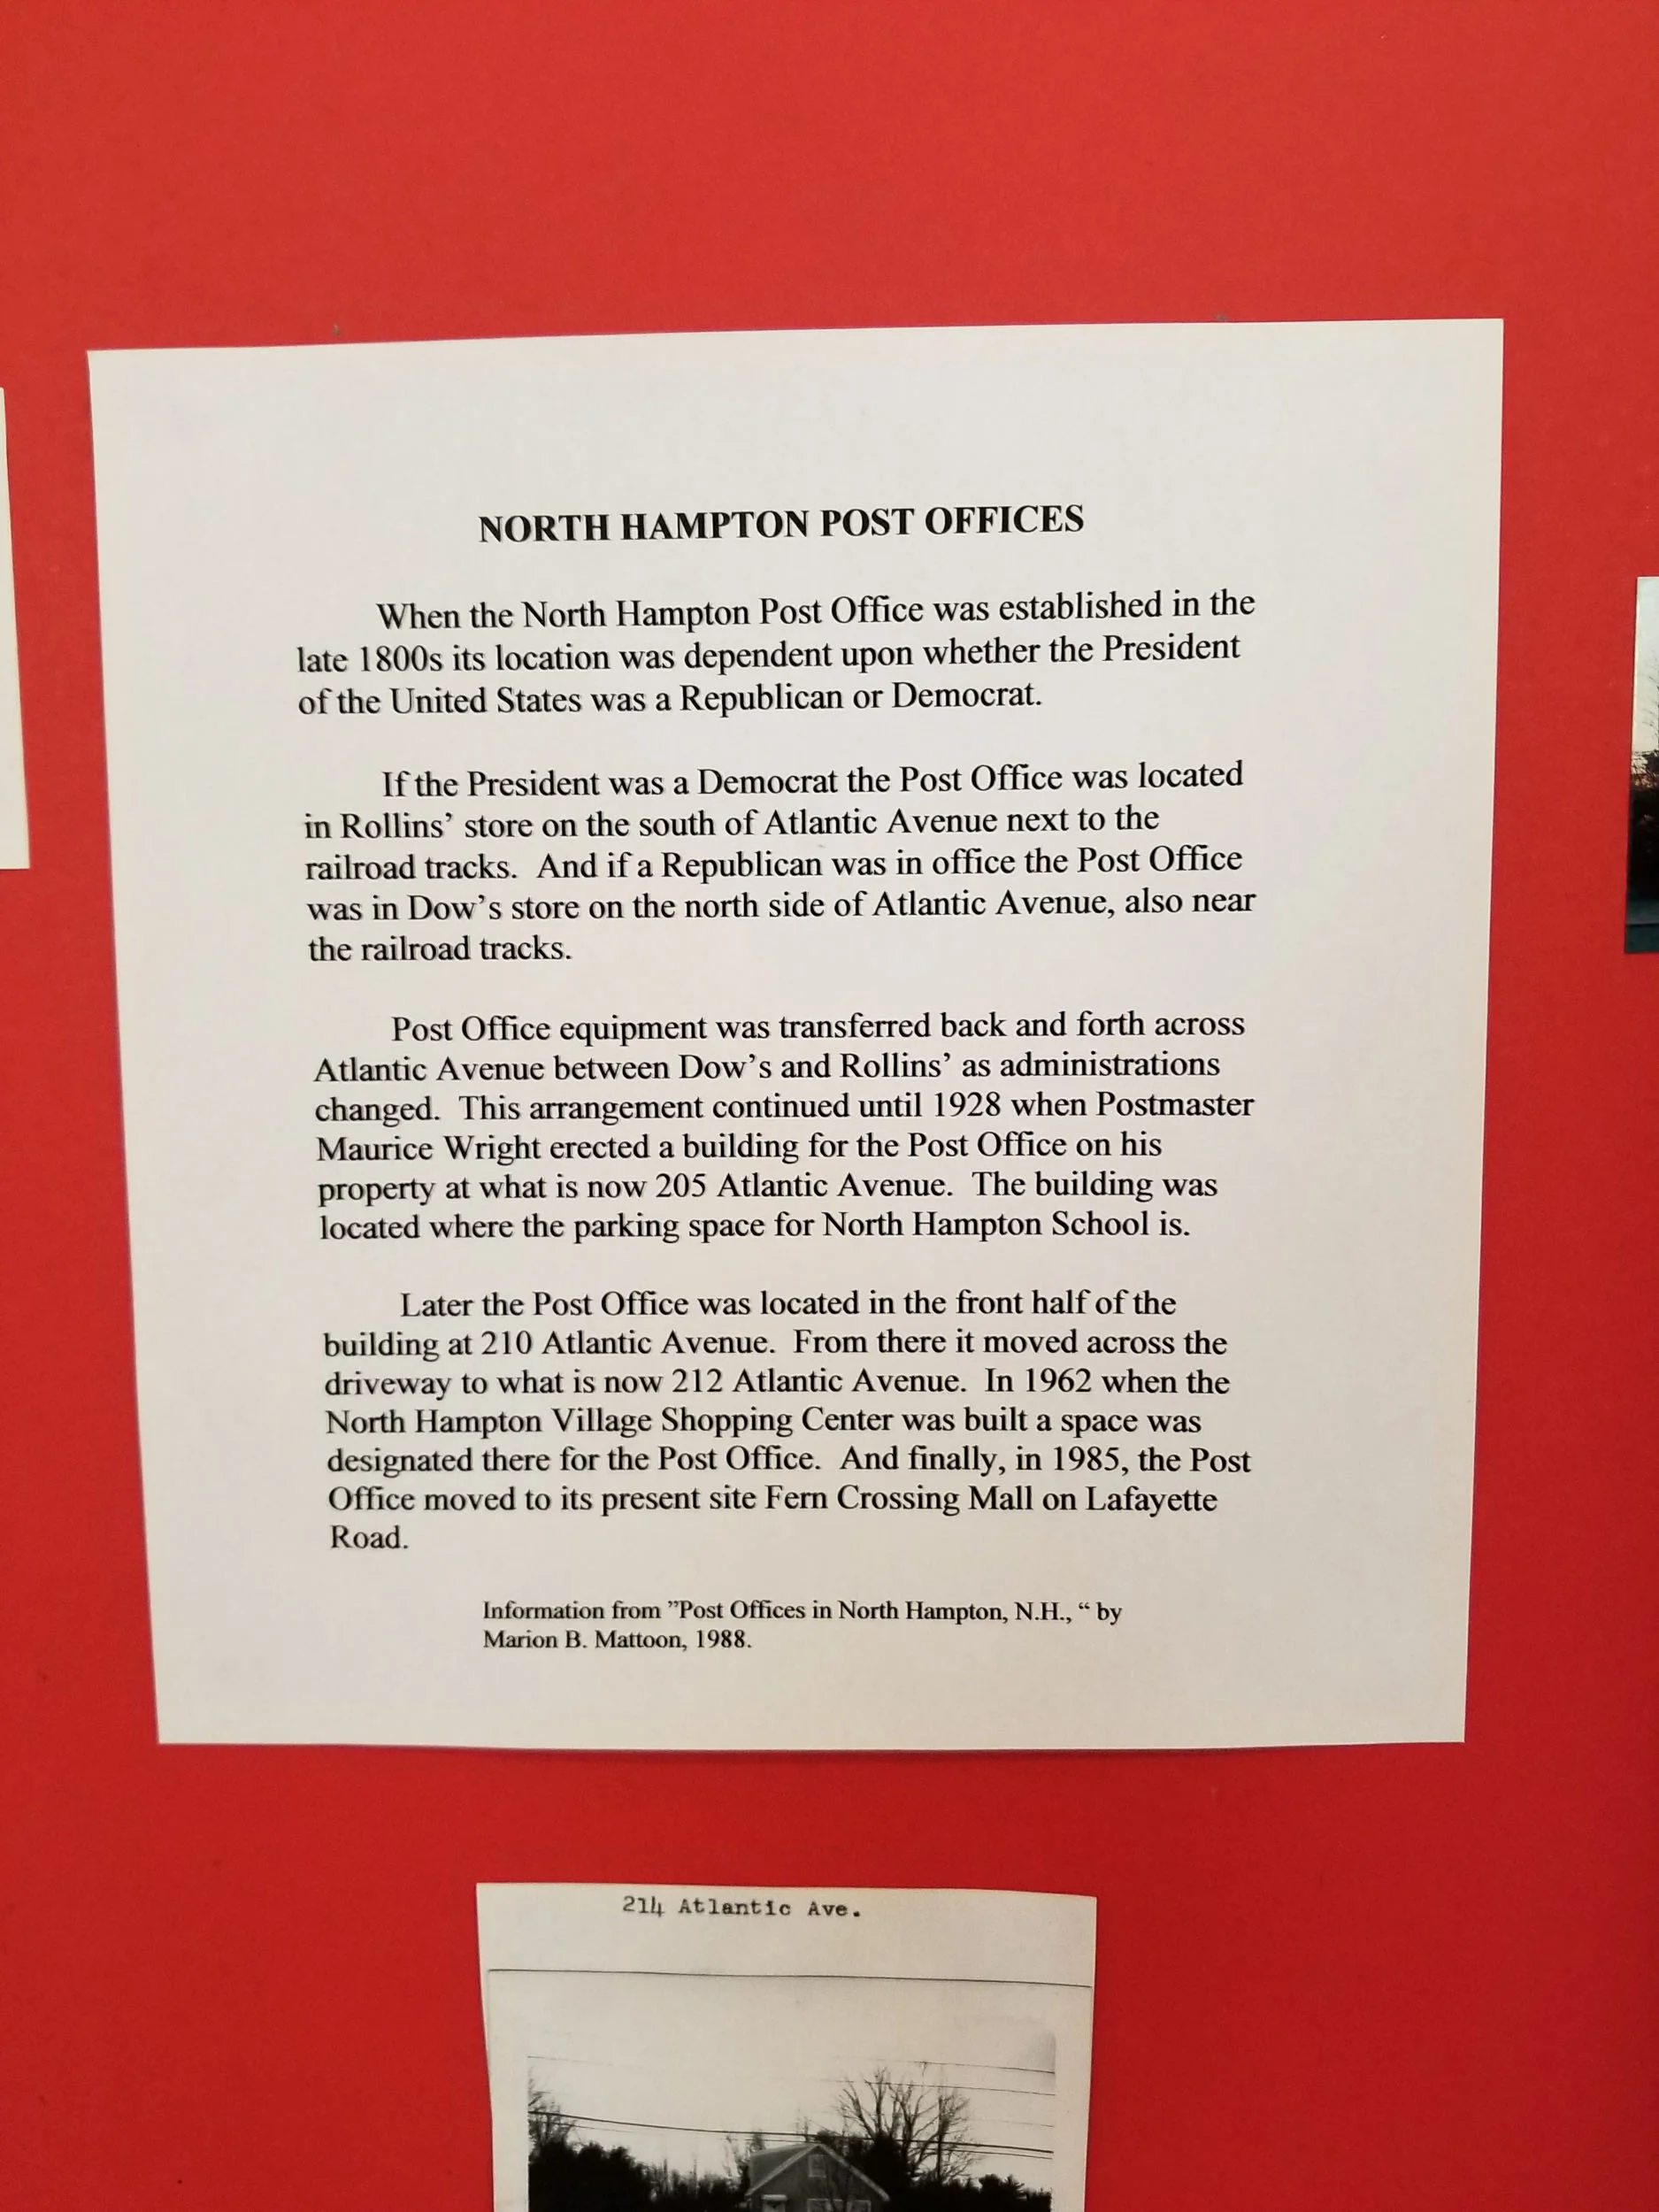 NORTH HAMPTON POST OFFICES
When the North Hampton Post Office was established in the
late 1800s its location was dependent upon whether the President
of the United States was a Republican or Democrat.
If the President was a Democrat the Post Office was located
in Rollins’ store on the south of Atlantic Avenue next to the
railroad tracks. And if a Republican was in office the Post Office
was in Dow’s store on the north side of Atlantic Avenue, also near
the railroad tracks.
Post Office equipment was transferred back and forth across
Atlantic Avenue between Dow’s and Rollins’ as administrations
changed. This arrangement continued until 1928 when Postmaster
Maurice Wright erected a building for the Post Office on his
property at what is now 205 Atlantic Avenue. The building was
located where the parking space for North Hampton School is.
Later the Post Office was located in the front half of the
building at 210 Atlantic Avenue. From there it moved across the
driveway to what is now 212 Atlantic Avenue. In 1962 when the
North Hampton Village Shopping Center was built a space was
designated there for the Post Office. And finally, in 1985, the Post
Office moved to its present site Fern Crossing Mall on Lafayette
Road.
Information from ”Post Offices in North Hampton, N.H., “ by
Marion B. Mattoon, 1988.
214 Atlantic Ave.